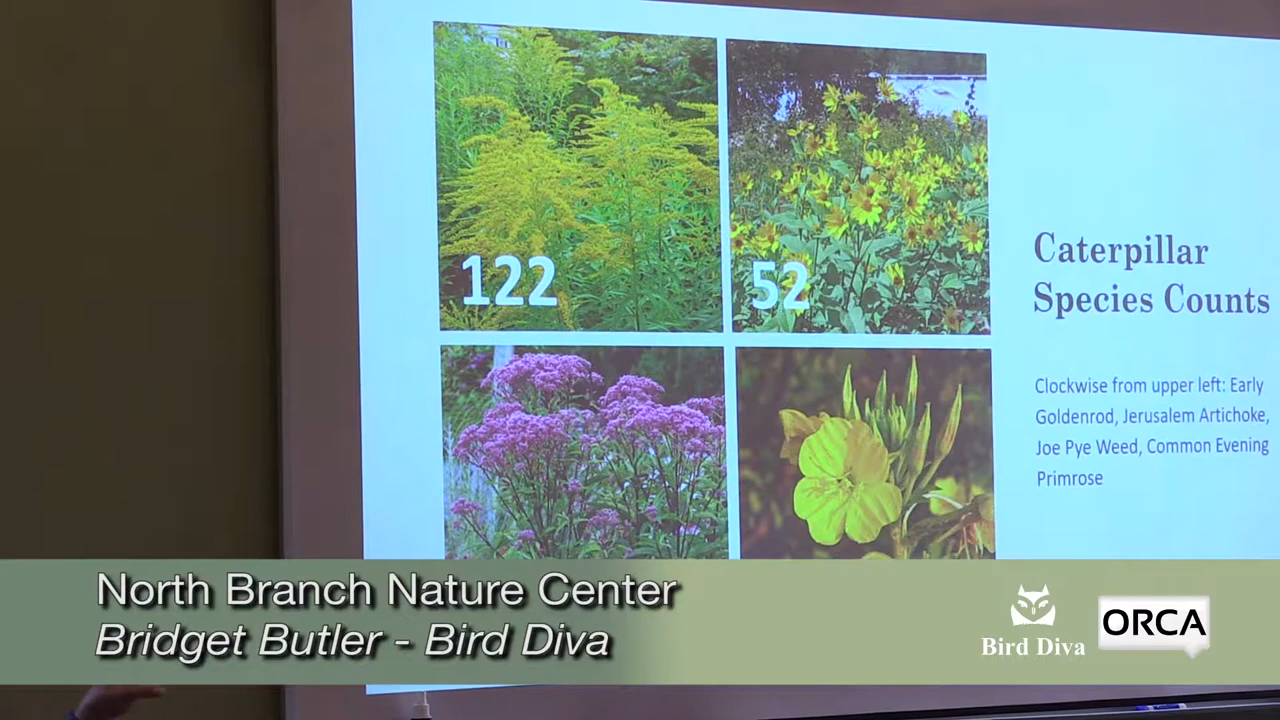 122
52
Caterpillar
Species Counts
Clockwise from upper left: Early
Goldenrod, Jerusalem Artichoke,
Joe Pye Weed, Common Evening
Primrose
North Branch Nature Center
Bridget Butler - Bird Diva
Bird Diva
ORCA